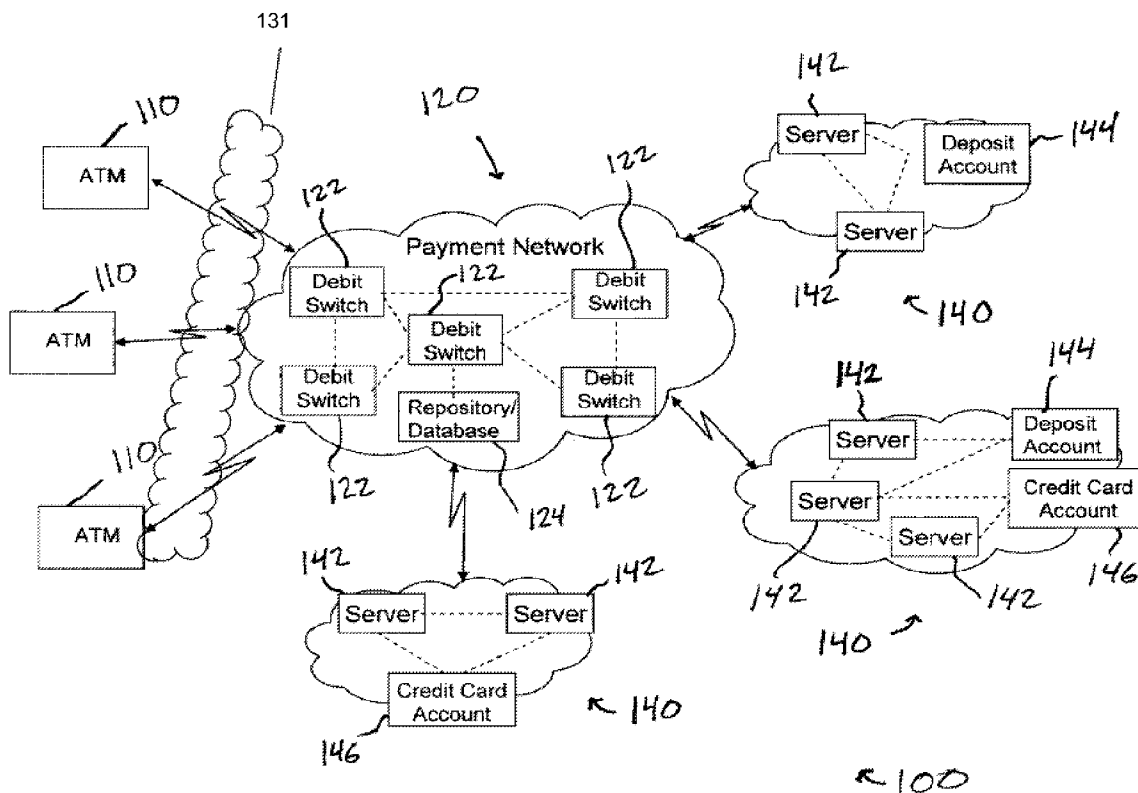 131
110
ATM
110
ATM
110
ATM
120
Payment Network
122
Debit
Switch
122
Debit
Switch
122
Debit
Switch
Debit
Switch
122
Debit
Switch
122
Repository/
Database
124
142
Server
Deposit
Account
144
Server
142
140
142
Server
144
Deposit
Account
Server
142
Credit Card
Account
146
Server
142
140
142
Server
142
Server
Credit Card
Account
146
140
100